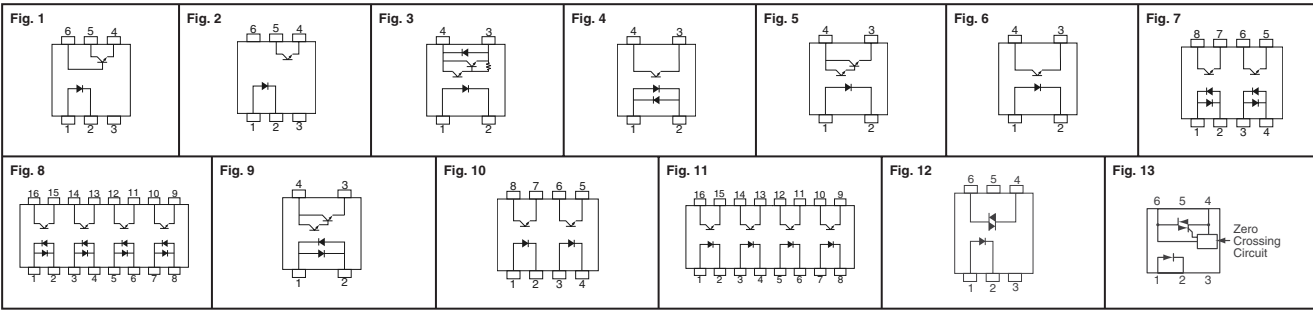 Fig. 1
6 5 4
1 2 3
Fig. 2
6 5 4
1 2 3
Fig. 3
4 3
1 2
Fig. 4
4 3
1 2
Fig. 5
4 3
1 2
Fig. 6
4 3
1 2
Fig. 7
8 7 6 5
1 2 3 4
Fig. 8
16 15 14 13 12 11 10 9
1 2 3 4 5 6 7 8
Fig. 9
4 3
1 2
Fig. 10
8 7 6 5
1 2 3 4
Fig. 11
16 15 14 13 12 11 10 9
1 2 3 4 5 6 7 8
Fig. 12
6 5 4
1 2 3
Fig. 13
6 5 4
Zero
Crossing
Circuit
1 2 3